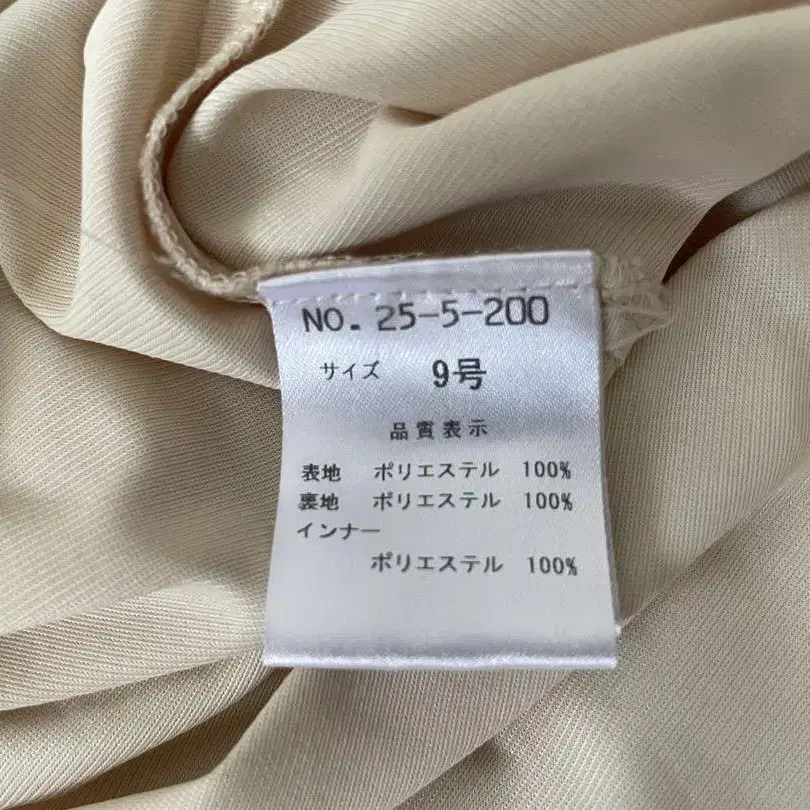 NO. 25-5-200
サイズ 9号
品質表示
表地 ポリエステル 100%
裏地 ポリエステル 100%
インナー
ポリエステル 100%